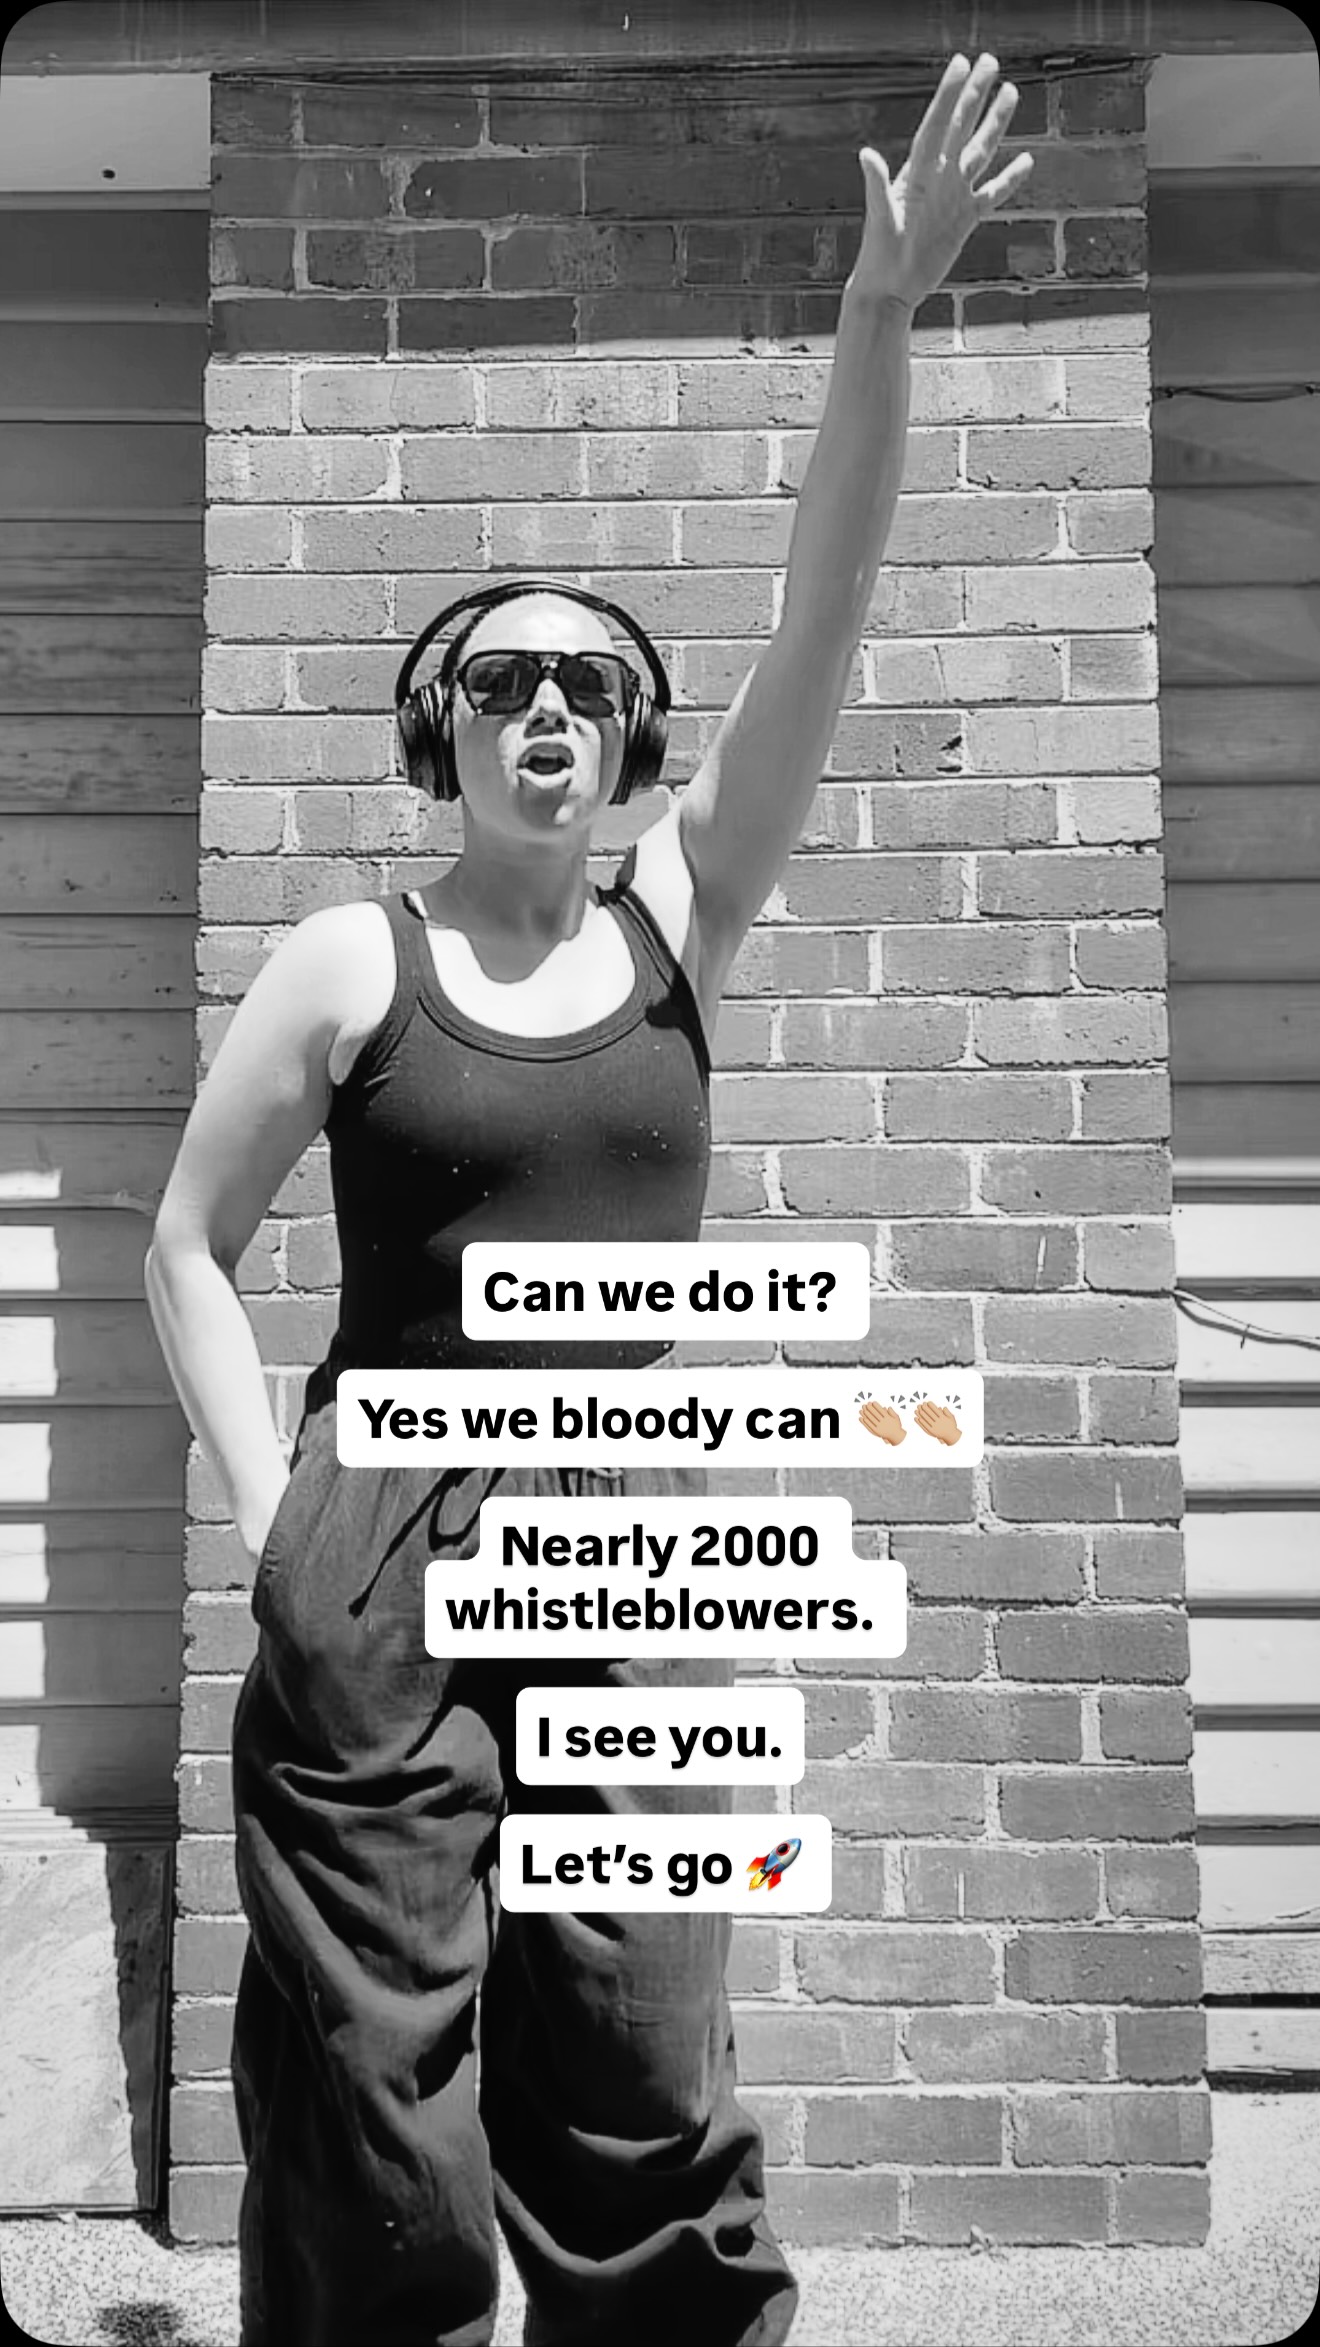 Can we do it?
Yes we bloody can 👏🏼👏🏼
Nearly 2000
whistleblowers.
I see you.
Let’s go 🚀